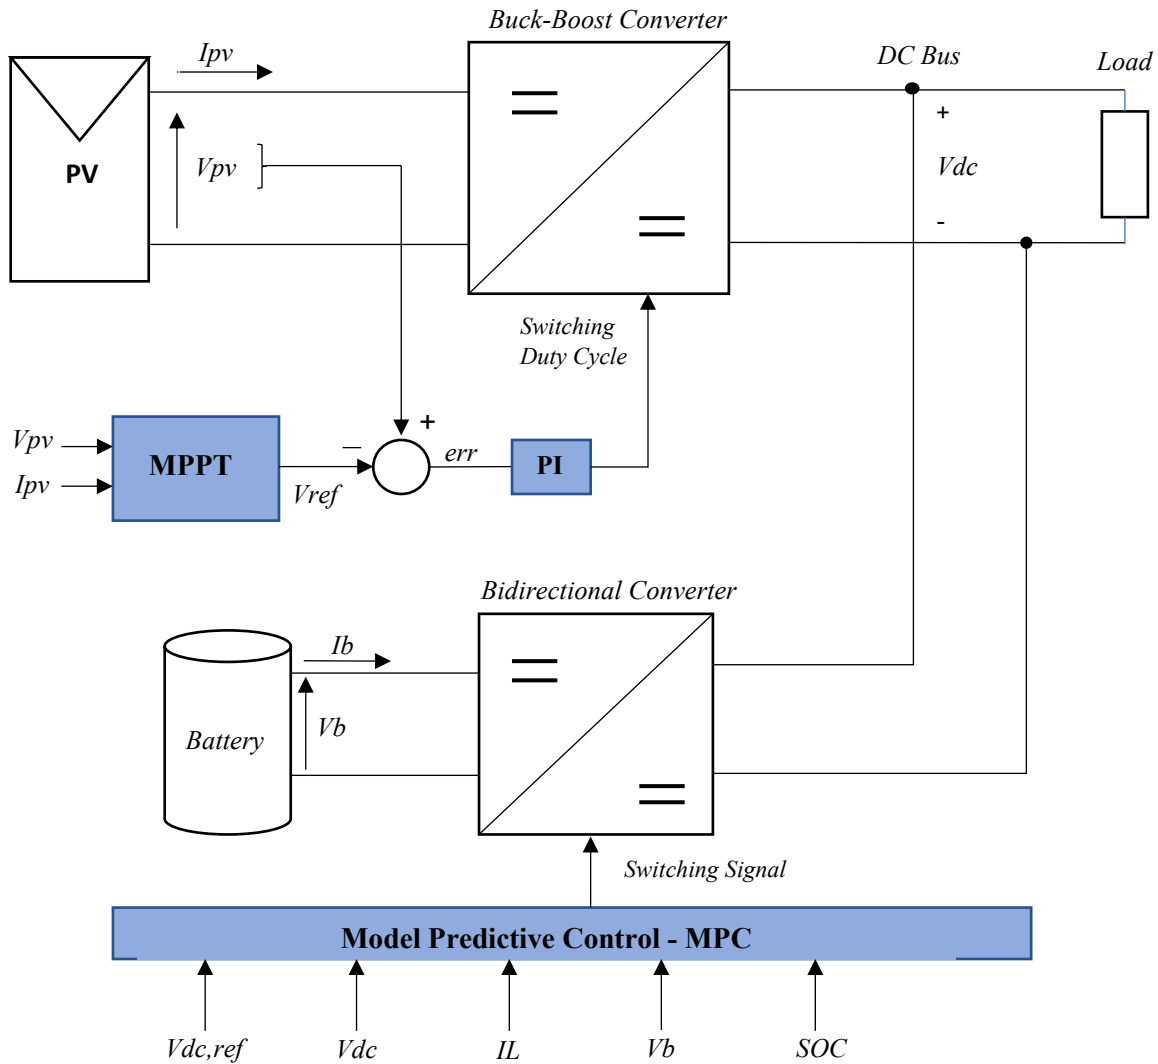 Buck-Boost Converter
Ipv
DC Bus
Load
PV
Vpv
+
Vdc
-
Switching
Duty Cycle
+
Vpv
Ipv
MPPT
−
Vref
err
PI
Bidirectional Converter
Ib
Vb
Battery
Switching Signal
Model Predictive Control - MPC
Vdc,ref
Vdc
IL
Vb
SOC